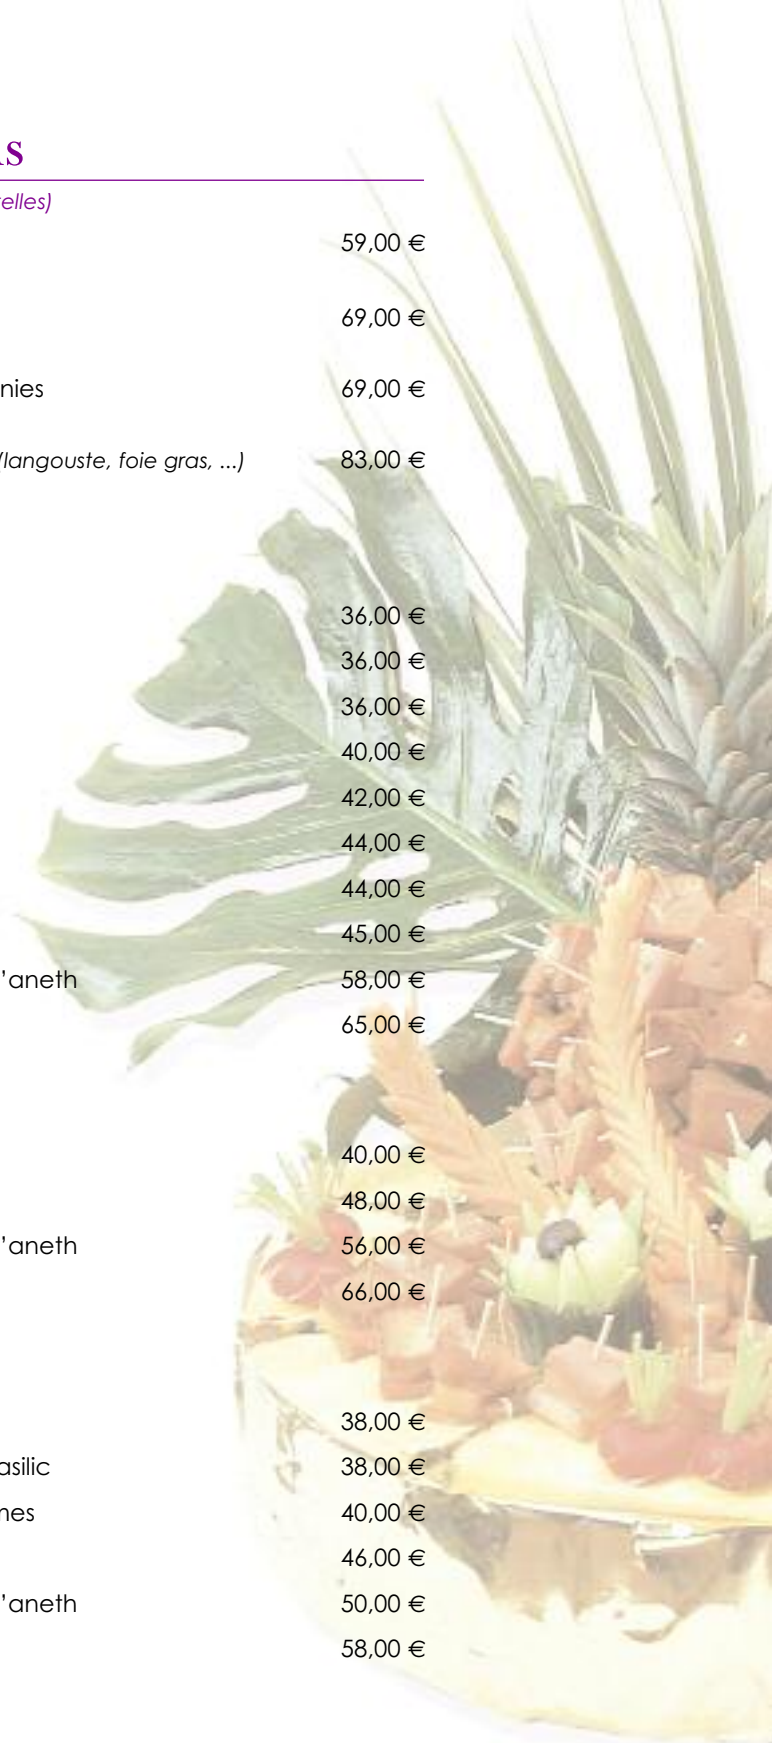 s
elles)
59,00 €
69,00 €
nies 69,00 €
(langouste, foie gras, ...) 83,00 €
36,00 €
36,00 €
36,00 €
40,00 €
42,00 €
44,00 €
44,00 €
45,00 €
'aneth 58,00 €
65,00 €
40,00 €
48,00 €
'aneth 56,00 €
66,00 €
38,00 €
asilic 38,00 €
nes 40,00 €
46,00 €
'aneth 50,00 €
58,00 €